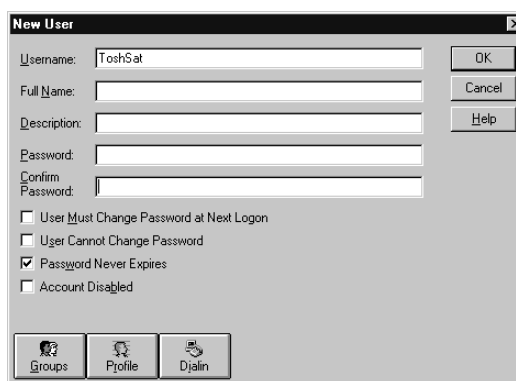 New User
Username: ToshSat
OK
Full Name:
Cancel
Description:
Help
Password:
Confirm
Password:
User Must Change Password at Next Logon
User Cannot Change Password
Password Never Expires
Account Disabled
Groups
Profile
Dialin